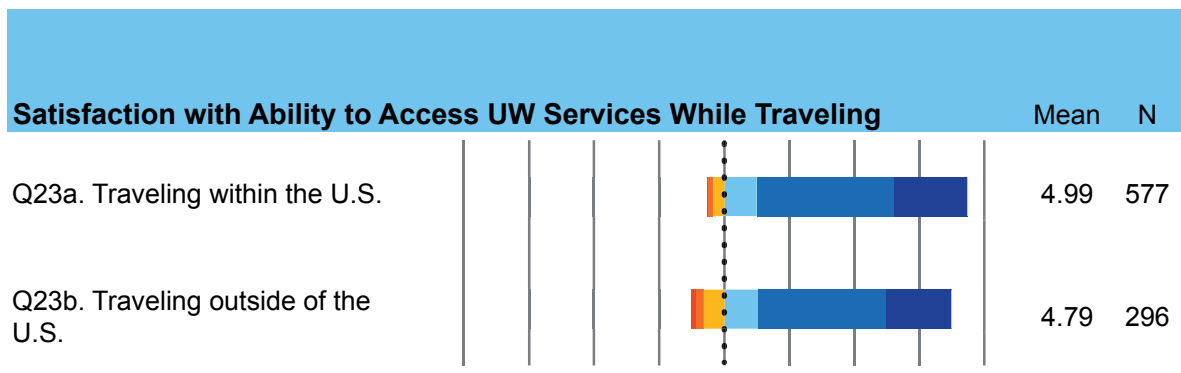 Satisfaction with Ability to Access UW Services While Traveling Mean N
Q23a. Traveling within the U.S. 4.99 577
Q23b. Traveling outside of the
U.S. 4.79 296